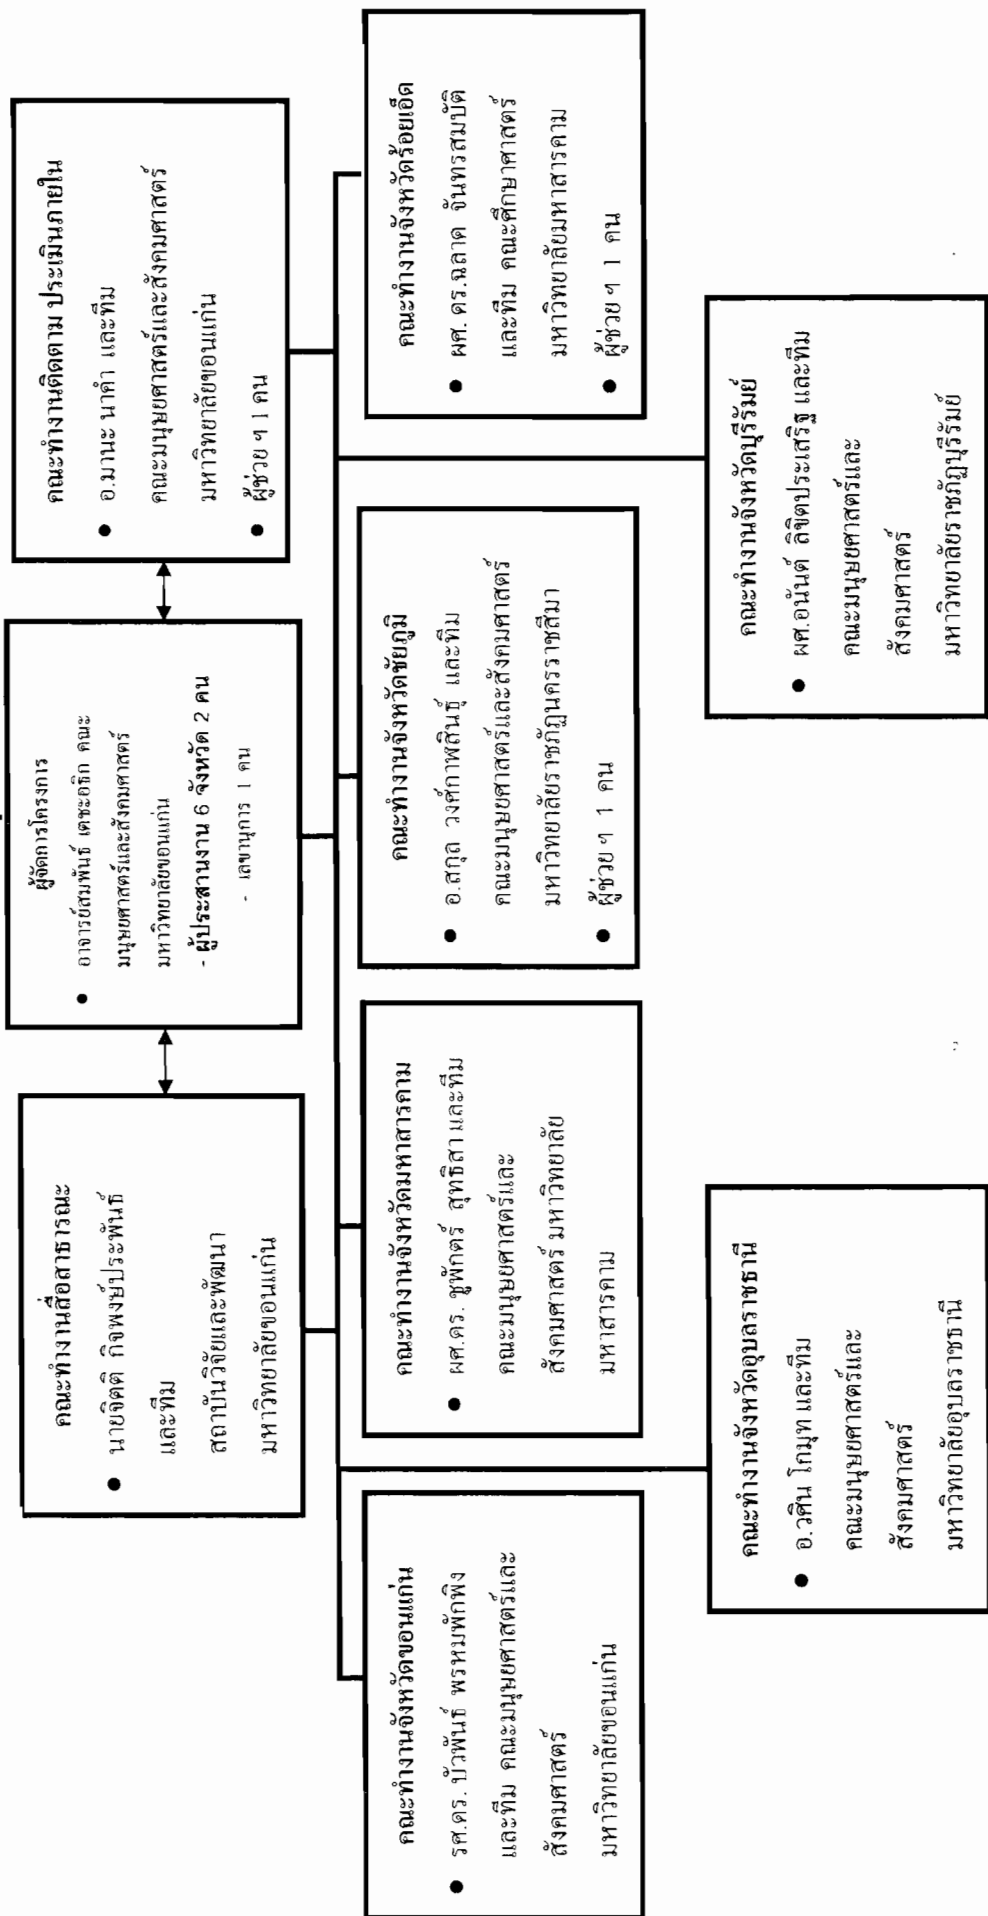 คณะทำงานสื่อสาธารณะ
● นายจิตติ กิจพงษ์ประพันธ์
และทีม
สถาบันวิจัยและพัฒนา
มหาวิทยาลัยขอนแก่น
ผู้จัดการโครงการ
● อาจารย์สมพันธ์ เตชะอธิก คณะ
มนุษยศาสตร์และสังคมศาสตร์
มหาวิทยาลัยขอนแก่น
- ผู้ประสานงาน 6 จังหวัด 2 คน
- เลขานุการ 1 คน
คณะทำงานติดตาม ประเมินภายใน
● อ.มานะ นาคำ และทีม
คณะมนุษยศาสตร์และสังคมศาสตร์
มหาวิทยาลัยขอนแก่น
● ผู้ช่วย ฯ 1 คน
คณะทำงานจังหวัดขอนแก่น
● รศ.ดร. บัวพันธ์ พรหมพักพิง
และทีม คณะมนุษยศาสตร์และ
สังคมศาสตร์
มหาวิทยาลัยขอนแก่น
คณะทำงานจังหวัดมหาสารคาม
● ผศ.ดร. ชูพักตร์ สุทธิสา และทีม
คณะมนุษยศาสตร์และ
สังคมศาสตร์ มหาวิทยาลัย
มหาสารคาม
คณะทำงานจังหวัดชัยภูมิ
● อ.สกุล วงศ์กาฬสินธุ์ และทีม
คณะมนุษยศาสตร์และสังคมศาสตร์
มหาวิทยาลัยราชภัฏนครราชสีมา
● ผู้ช่วย ฯ 1 คน
คณะทำงานจังหวัดร้อยเอ็ด
● ผศ. ดร.ฉลาด จันทรสมบัติ
และทีม คณะศึกษาศาสตร์
มหาวิทยาลัยมหาสารคาม
● ผู้ช่วย ฯ 1 คน
คณะทำงานจังหวัดอุบลราชธานี
● อ.วศิน โกมุท และทีม
คณะมนุษยศาสตร์และ
สังคมศาสตร์
มหาวิทยาลัยอุบลราชธานี
คณะทำงานจังหวัดบุรีรัมย์
● ผศ.อนันต์ ลิขิตประเสริฐ และทีม
คณะมนุษยศาสตร์และ
สังคมศาสตร์
มหาวิทยาลัยราชภัฏบุรีรัมย์